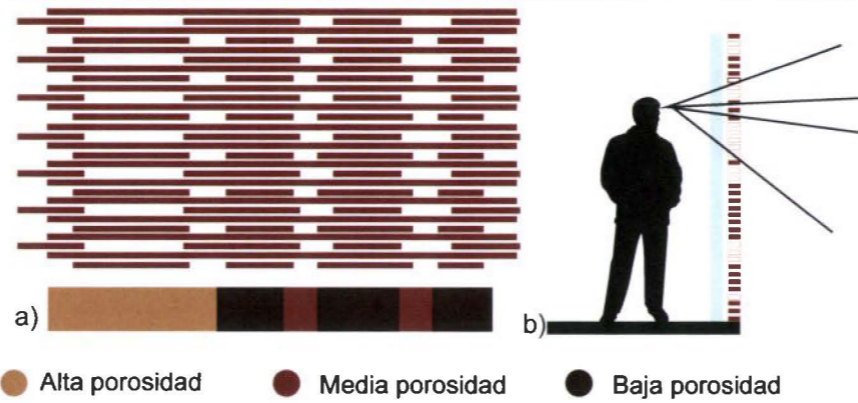 a)
b)
Alta porosidad
Media porosidad
Baja porosidad